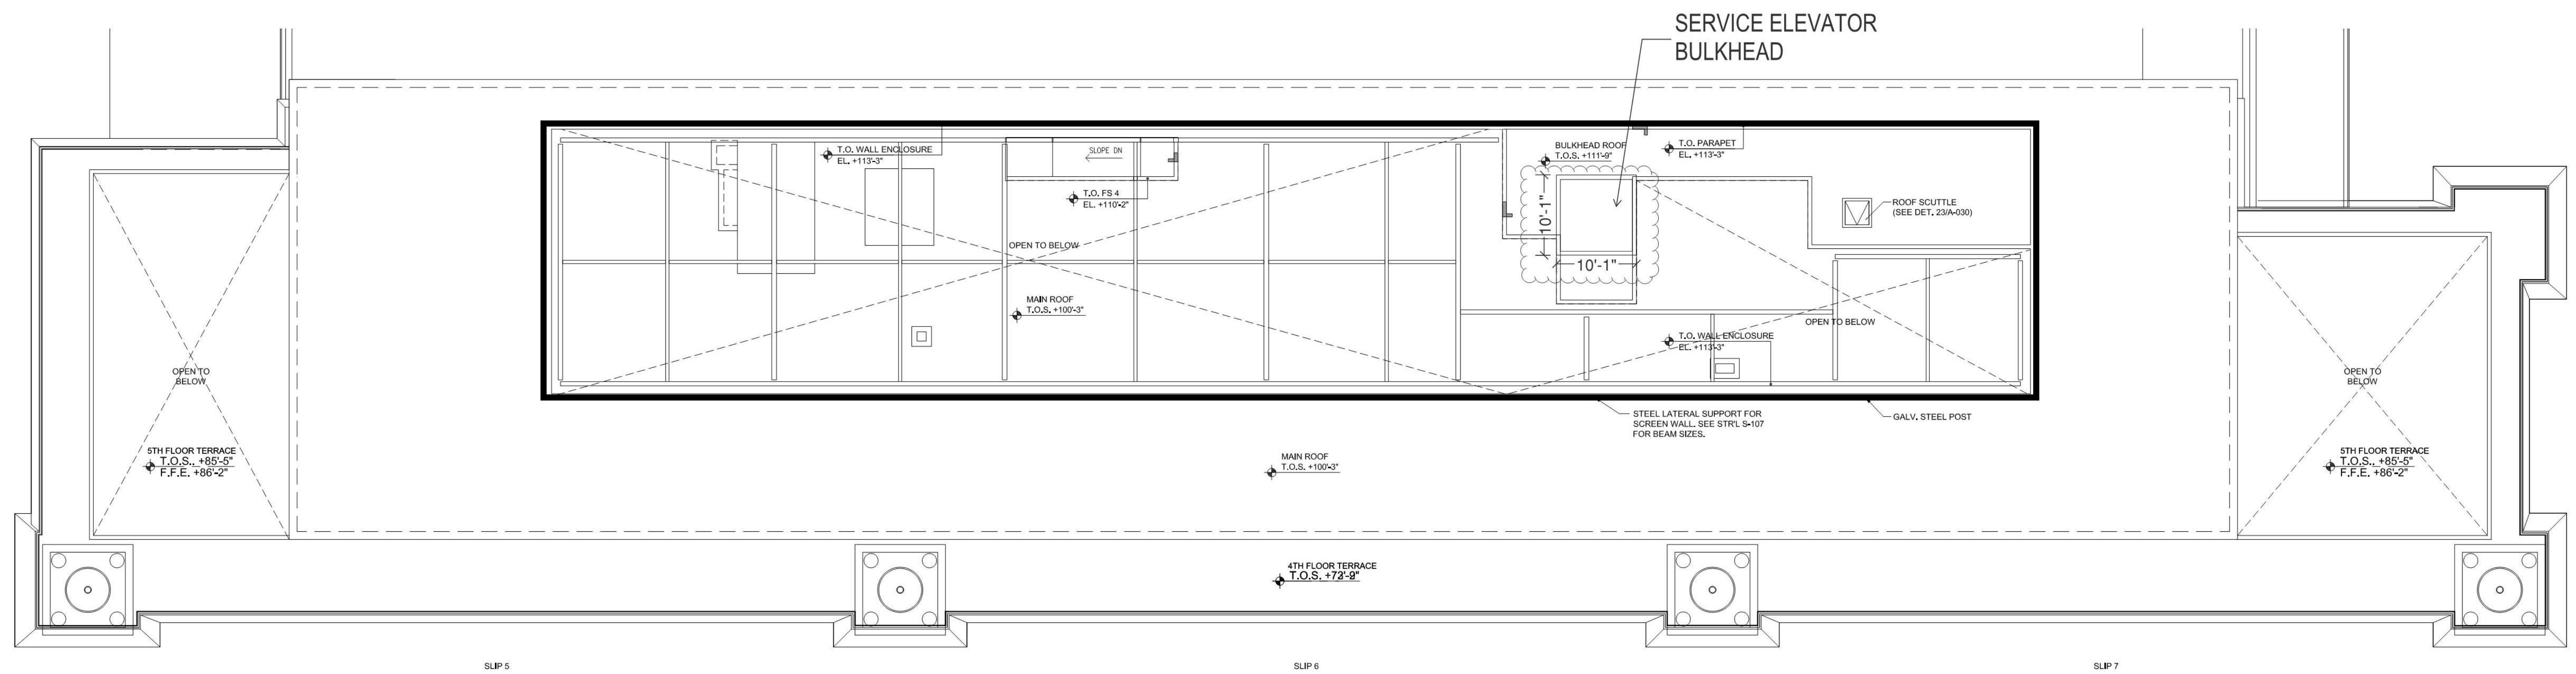 SERVICE ELEVATOR
BULKHEAD
T.O. WALL ENCLOSURE
EL. +113'-3"
SLOPE DN
BULKHEAD ROOF
T.O.S. +111'-9"
T.O. PARAPET
EL. +113'-3"
T.O. FS 4
EL. +110'-2"
10'-1"
10'-1"
ROOF SCUTTLE
(SEE DET. 23/A-030)
OPEN TO BELOW
MAIN ROOF
T.O.S. +100'-3"
OPEN TO BELOW
T.O. WALL ENCLOSURE
EL. +113'-3"
OPEN TO
BELOW
OPEN TO
BELOW
STEEL LATERAL SUPPORT FOR
SCREEN WALL. SEE STR'L S-107
FOR BEAM SIZES.
GALV. STEEL POST
5TH FLOOR TERRACE
T.O.S.. +85'-5"
F.F.E. +86'-2"
MAIN ROOF
T.O.S. +100'-3"
5TH FLOOR TERRACE
T.O.S.. +85'-5"
F.F.E. +86'-2"
4TH FLOOR TERRACE
T.O.S. +72'-9"
SLIP 5
SLIP 6
SLIP 7